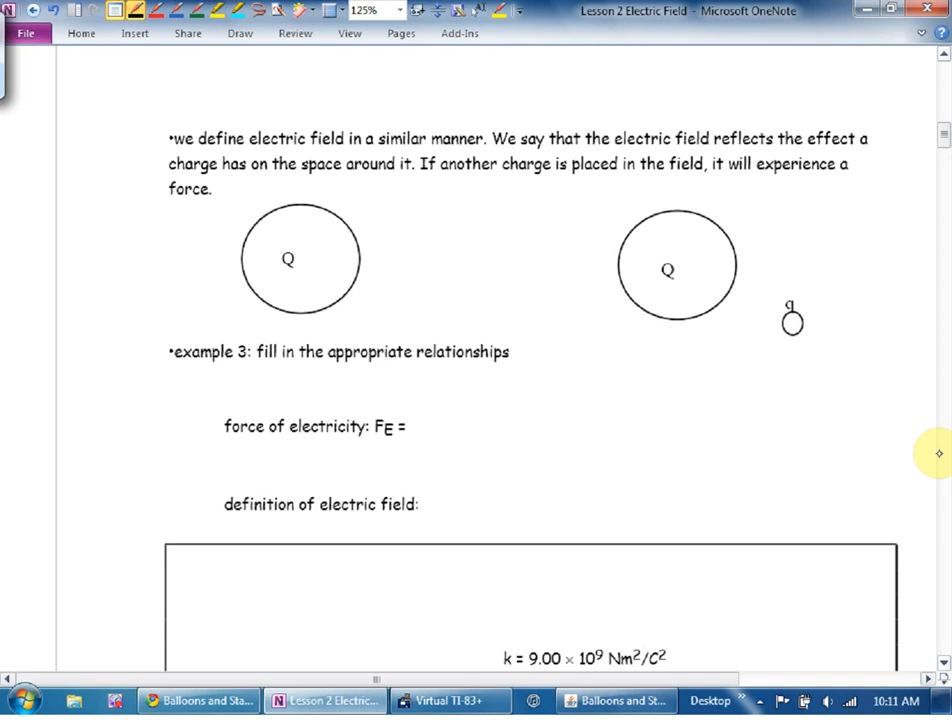 Lesson 2 Electric Field - Microsoft OneNote
125%
File Home Insert Share Draw Review View Pages Add-Ins
•we define electric field in a similar manner. We say that the electric field reflects the effect a
charge has on the space around it. If another charge is placed in the field, it will experience a
force.
Q Q
q
•example 3: fill in the appropriate relationships
force of electricity: FE =
definition of electric field:
k = 9.00 × 10⁹ Nm²/C²
Balloons and Sta... Lesson 2 Electric... Virtual TI-83+ Balloons and St... Desktop » 10:11 AM